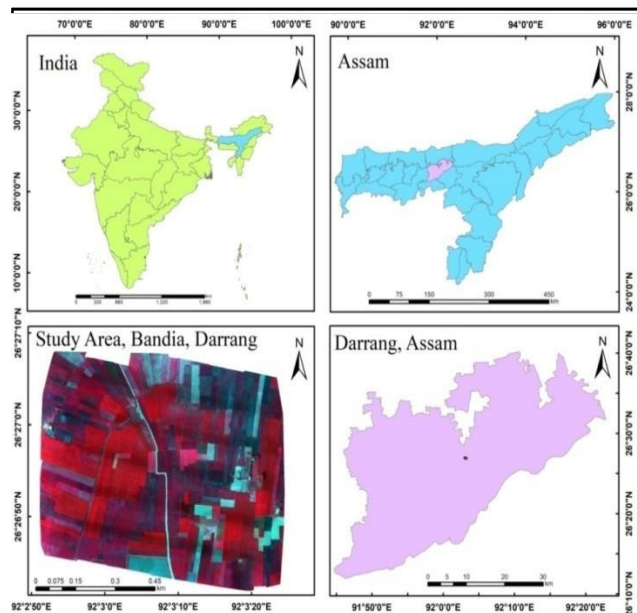 70°0'0"E 80°0'0"E 90°0'0"E 100°0'0"E
India
N
30°0'0"N
20°0'0"N
10°0'0"N
90°0'0"E 92°0'0"E 94°0'0"E 96°0'0"E
Assam
N
28°0'0"N
26°0'0"N
24°0'0"N
0 75 150 300 450
km
Study Area, Bandia, Darrang
N
26°27'10"N
26°27'0"N
26°26'50"N
0 0.075 0.15 0.3 0.45
km
92°2'50"E 92°3'0"E 92°3'10"E 92°3'20"E
Darrang, Assam
N
26°40'0"N
26°30'0"N
26°20'0"N
26°10'0"N
0 5 10 20 30
km
91°50'0"E 92°0'0"E 92°10'0"E